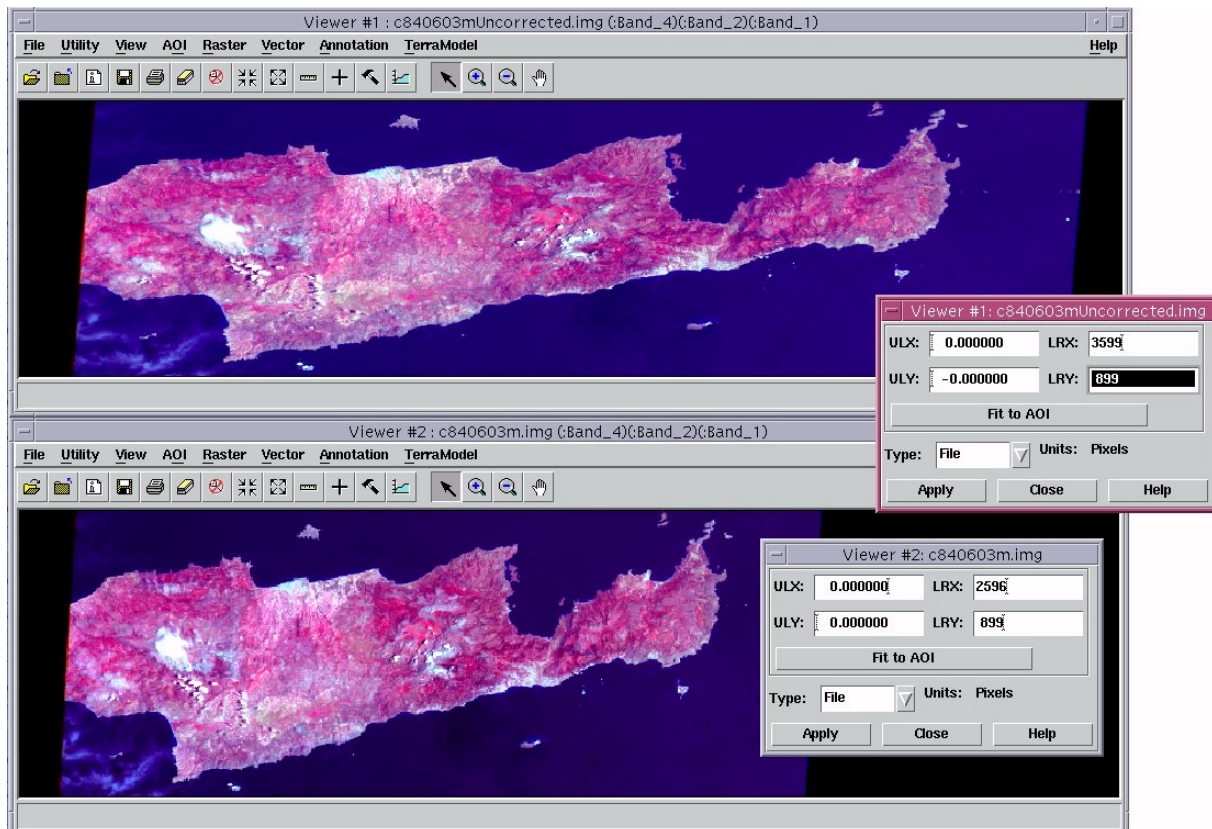 Viewer #1 : c840603mUncorrected.img (:Band_4)(:Band_2)(:Band_1)
File Utility View AOI Raster Vector Annotation TerraModel Help
Viewer #1: c840603mUncorrected.img
ULX: 0.000000 LRX: 3599
ULY: -0.000000 LRY: 899
Fit to AOI
Type: File Units: Pixels
Apply Close Help
Viewer #2 : c840603m.img (:Band_4)(:Band_2)(:Band_1)
File Utility View AOI Raster Vector Annotation TerraModel
Viewer #2: c840603m.img
ULX: 0.000000 LRX: 2596
ULY: 0.000000 LRY: 899
Fit to AOI
Type: File Units: Pixels
Apply Close Help